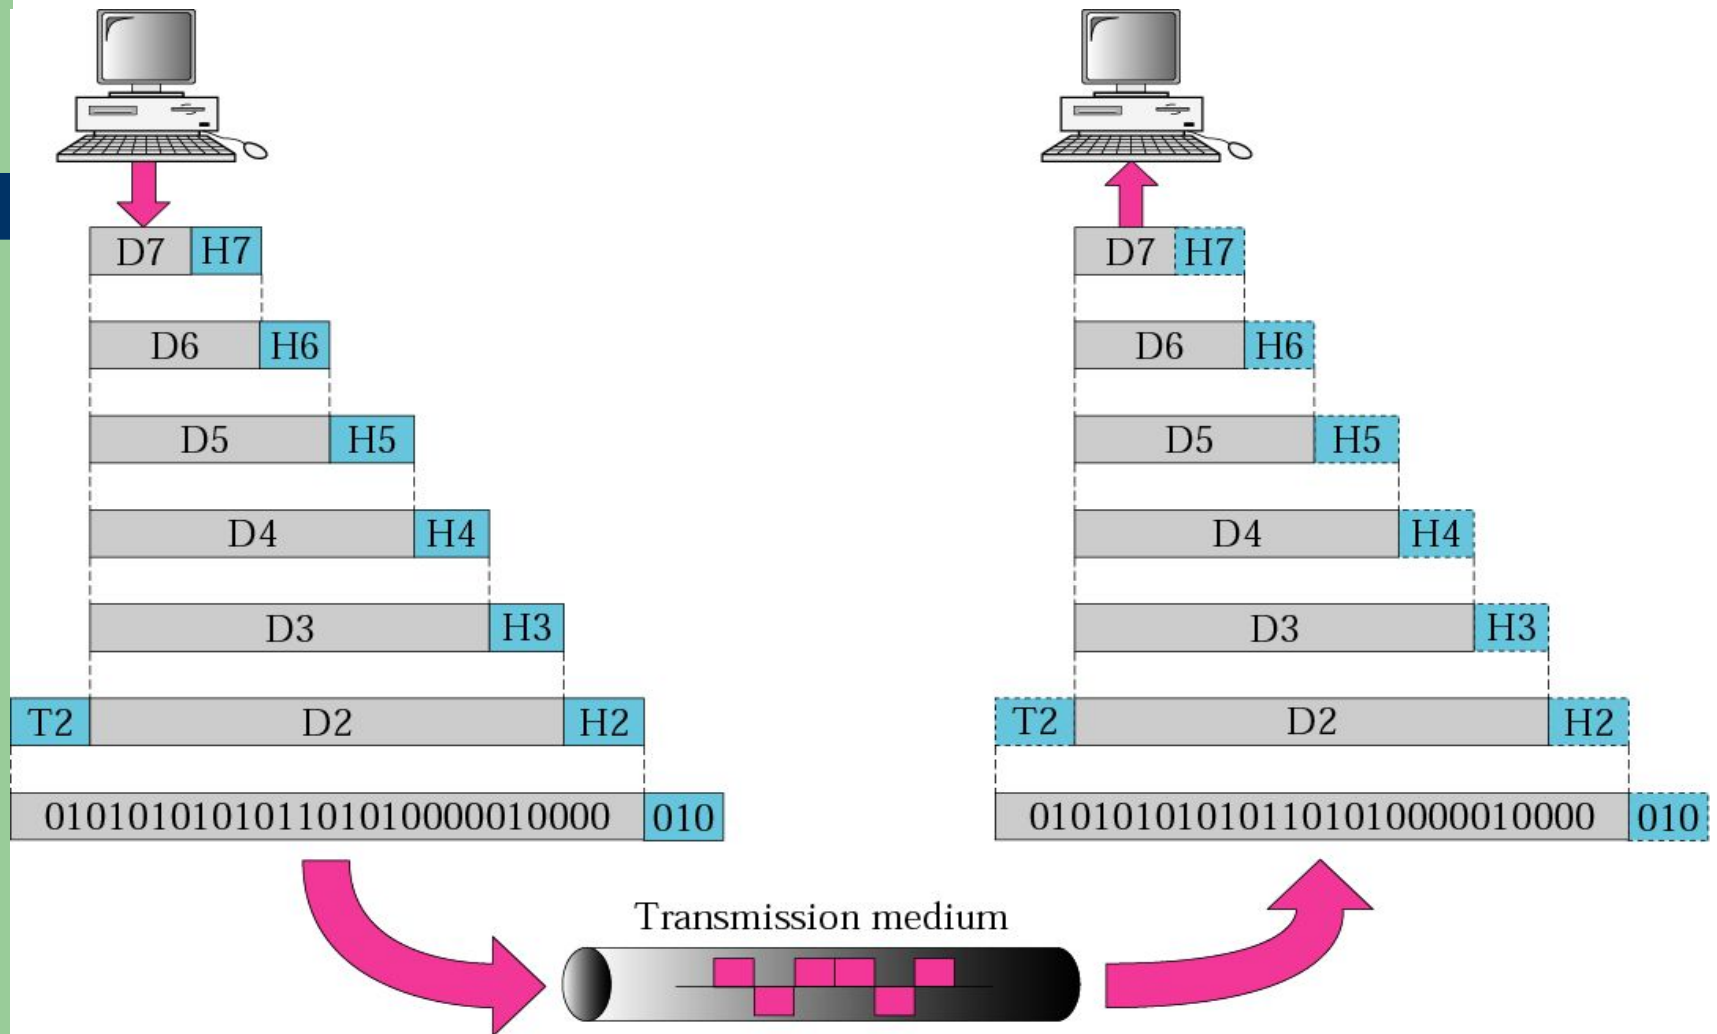 D7 H7 D7 H7
D6 H6 D6 H6
D5 H5 D5 H5
D4 H4 D4 H4
D3 H3 D3 H3
T2 D2 H2 T2 D2 H2
010101010101101010000010000 010 010101010101101010000010000 010
Transmission medium